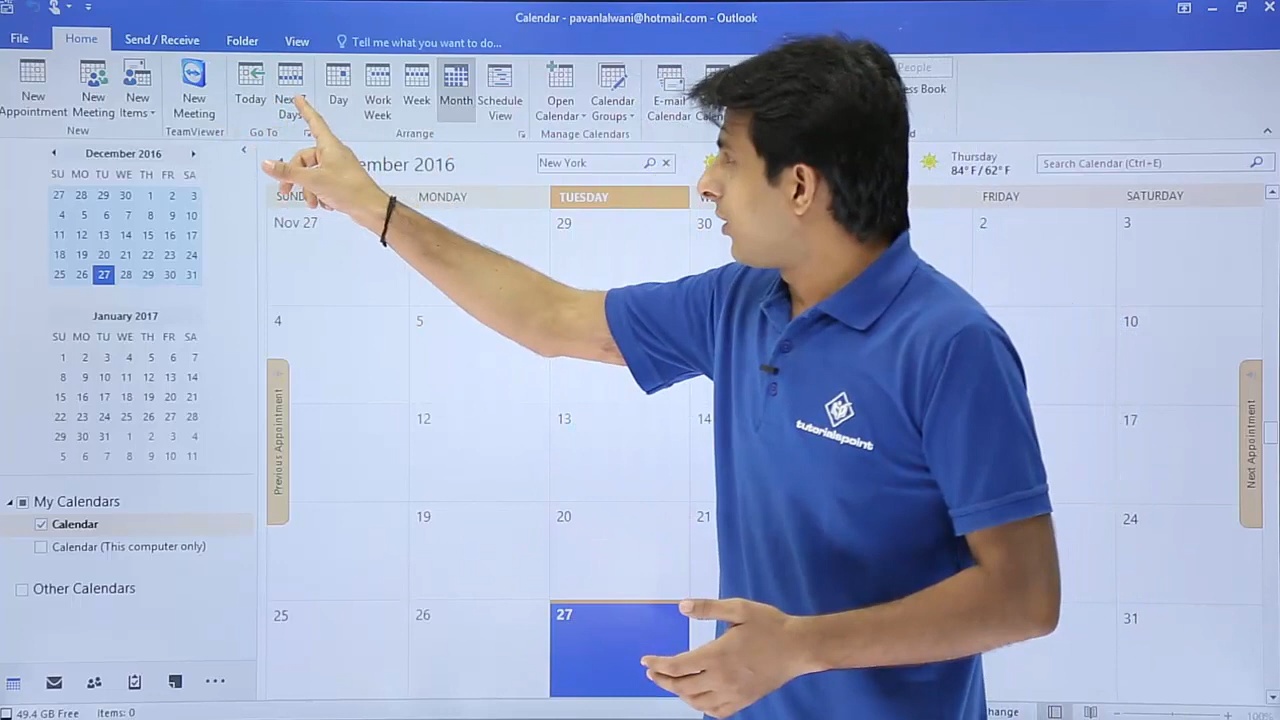 Calendar - pavanlalwani@hotmail.com - Outlook
File Home Send / Receive Folder View Tell me what you want to do...
New Appointment
New Meeting
New Items
New Meeting
Today
Day
Work Week
Week
Month
Schedule View
Open Calendar
Calendar Groups
E-mail Calendar
People
New
TeamViewer
Go To
Arrange
Manage Calendars
December 2016
SU MO TU WE TH FR SA
27 28 29 30 1 2 3
4 5 6 7 8 9 10
11 12 13 14 15 16 17
18 19 20 21 22 23 24
25 26 27 28 29 30 31
January 2017
SU MO TU WE TH FR SA
1 2 3 4 5 6 7
8 9 10 11 12 13 14
15 16 17 18 19 20 21
22 23 24 25 26 27 28
29 30 31 1 2 3 4
5 6 7 8 9 10 11
My Calendars
Calendar
Calendar (This computer only)
Other Calendars
2016
New York
Thursday
84° F / 62° F
Search Calendar (Ctrl+E)
MONDAY TUESDAY FRIDAY SATURDAY
Nov 27 29 30 2 3
4 5 10
12 13 14 17
19 20 21 24
25 26 27 31
Previous Appointment
Next Appointment
tutorialspoint
49.4 GB Free Items: 0
100%